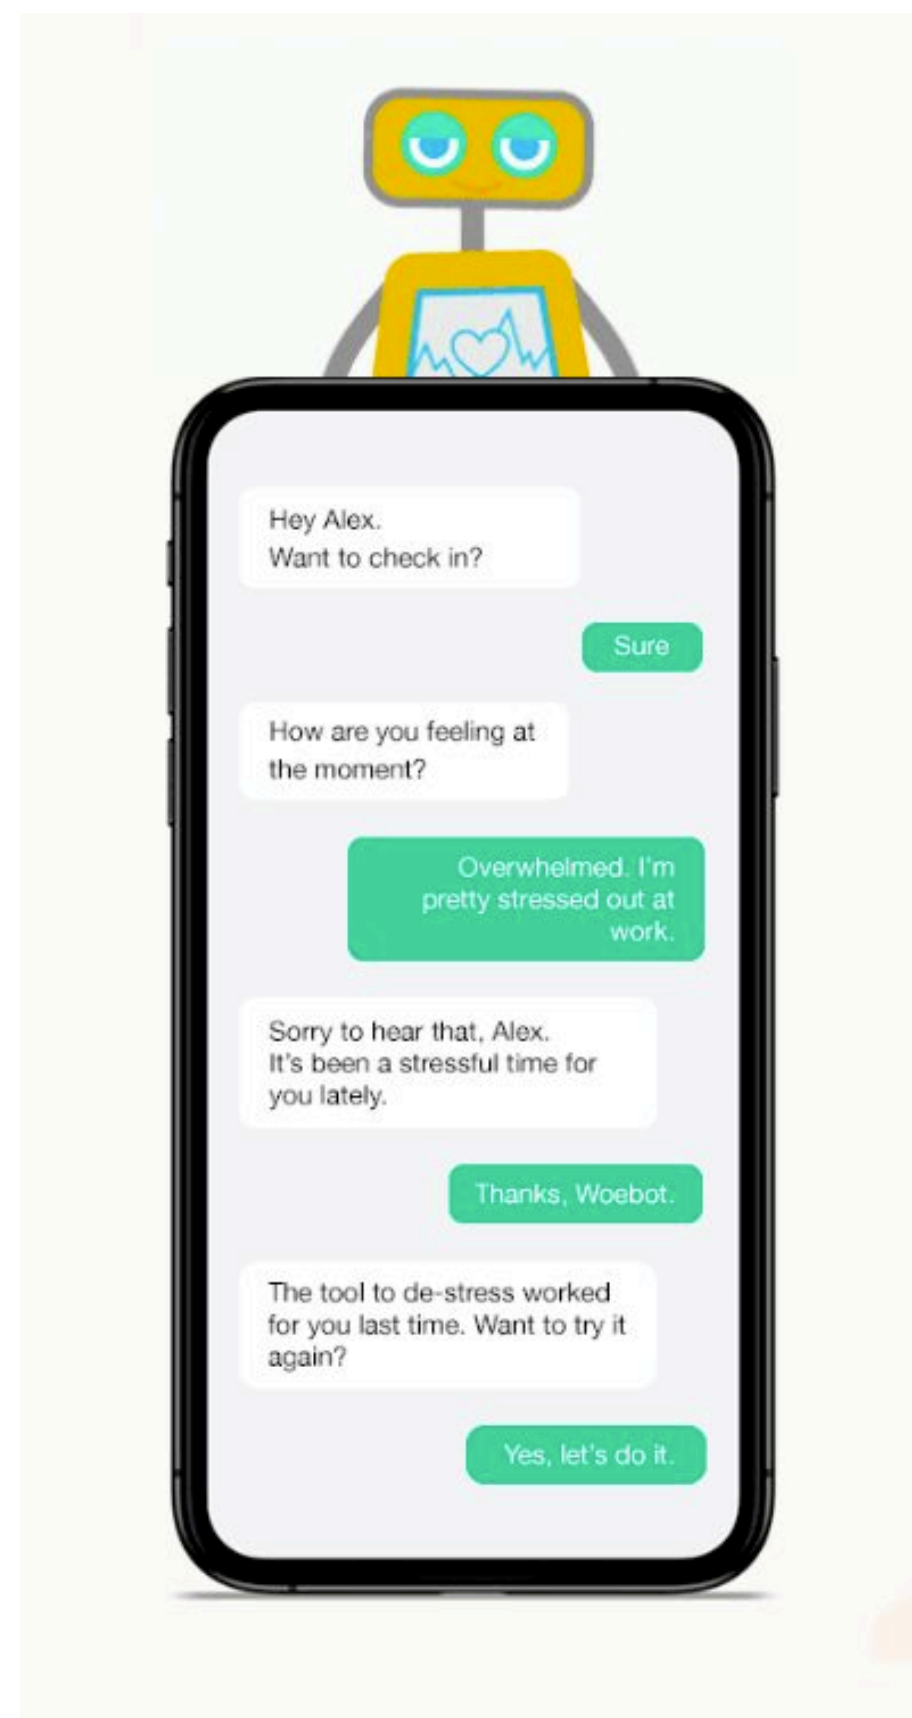 Hey Alex.
Want to check in?
Sure
How are you feeling at
the moment?
Overwhelmed. I'm
pretty stressed out at
work.
Sorry to hear that, Alex.
It's been a stressful time for
you lately.
Thanks, Woebot.
The tool to de-stress worked
for you last time. Want to try it
again?
Yes, let's do it.